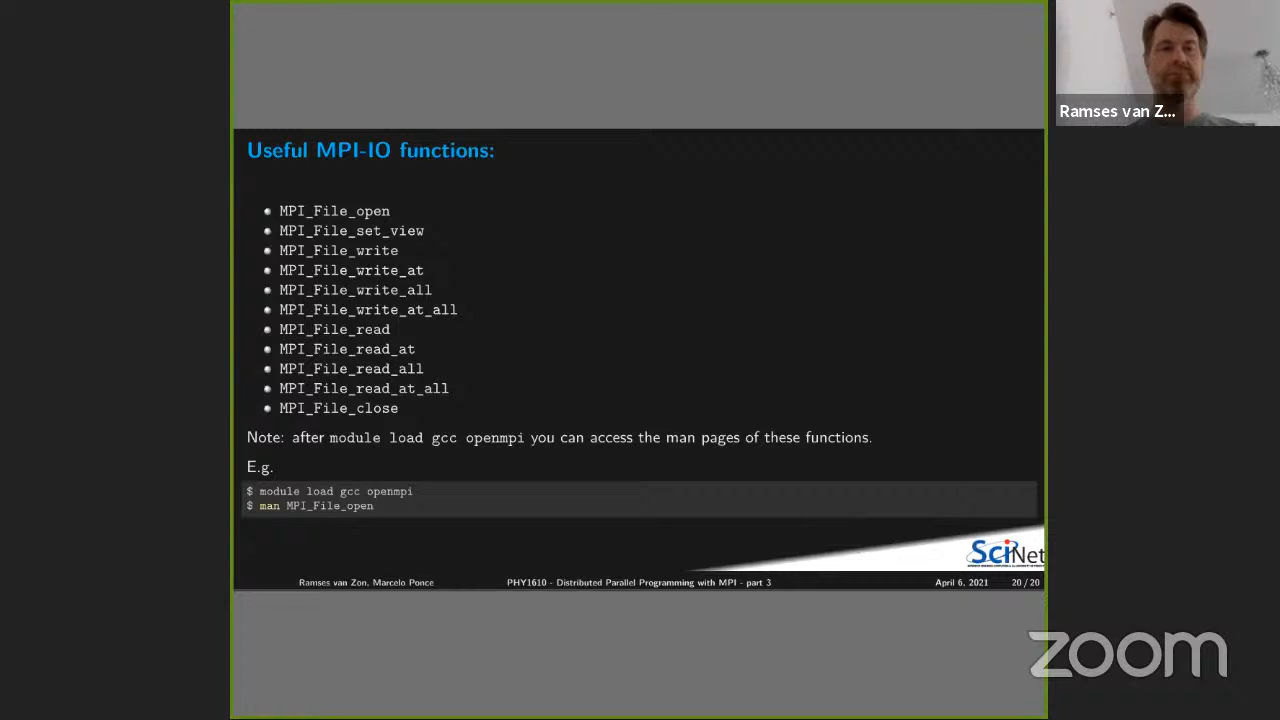 Useful MPI-IO functions:
MPI_File_open
MPI_File_set_view
MPI_File_write
MPI_File_write_at
MPI_File_write_all
MPI_File_write_at_all
MPI_File_read
MPI_File_read_at
MPI_File_read_all
MPI_File_read_at_all
MPI_File_close
Note: after module load gcc openmpi you can access the man pages of these functions.
E.g.
$ module load gcc openmpi
$ man MPI_File_open
SciNet
Ramses van Zon, Marcelo Ponce
PHY1610 - Distributed Parallel Programming with MPI - part 3
April 6, 2021
20 / 20
Ramses van Z...
zoom